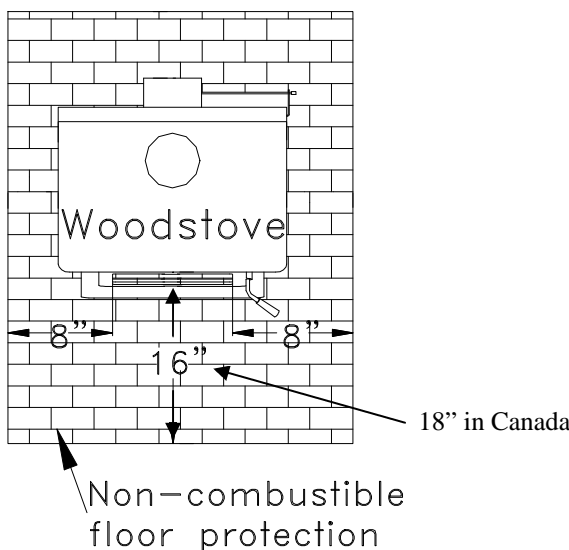 Woodstove
8” 8”
16”
18” in Canada
Non-combustible
floor protection